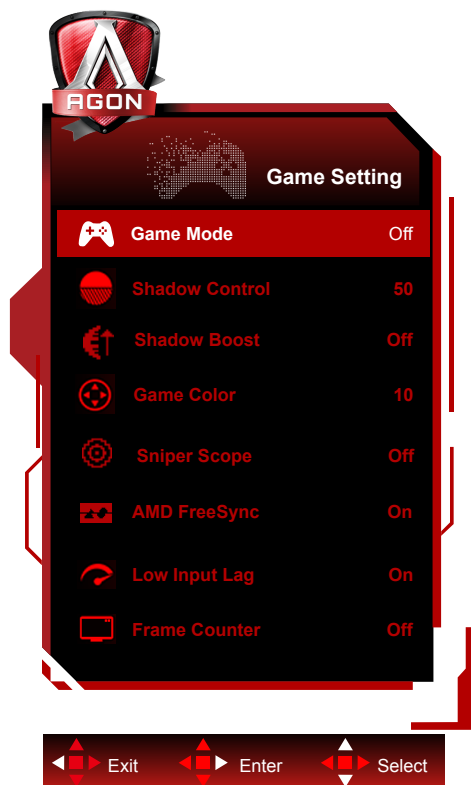 AGON
Game Setting
Game Mode Off
Shadow Control 50
Shadow Boost Off
Game Color 10
Sniper Scope Off
AMD FreeSync On
Low Input Lag On
Frame Counter Off
Exit Enter Select